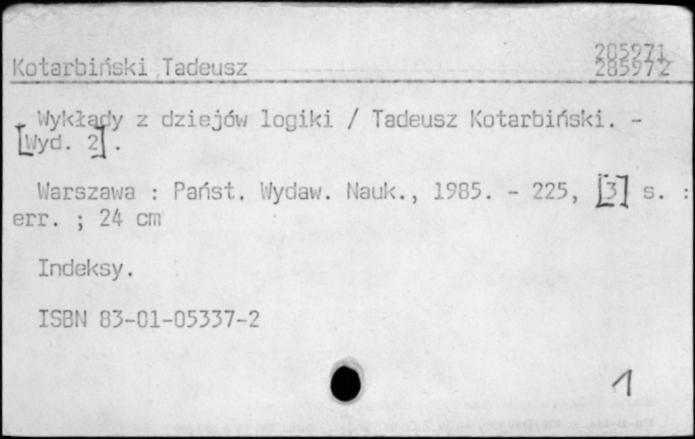 285971
Kotarbiński Tadeusz 285972
Wykłady z dziejów logiki / Tadeusz Kotarbiński. -
[Wyd. 2].
Warszawa : Państ. Wydaw. Nauk., 1985. - 225, [3] s. :
err. ; 24 cm
Indeksy.
ISBN 83-01-05337-2
1